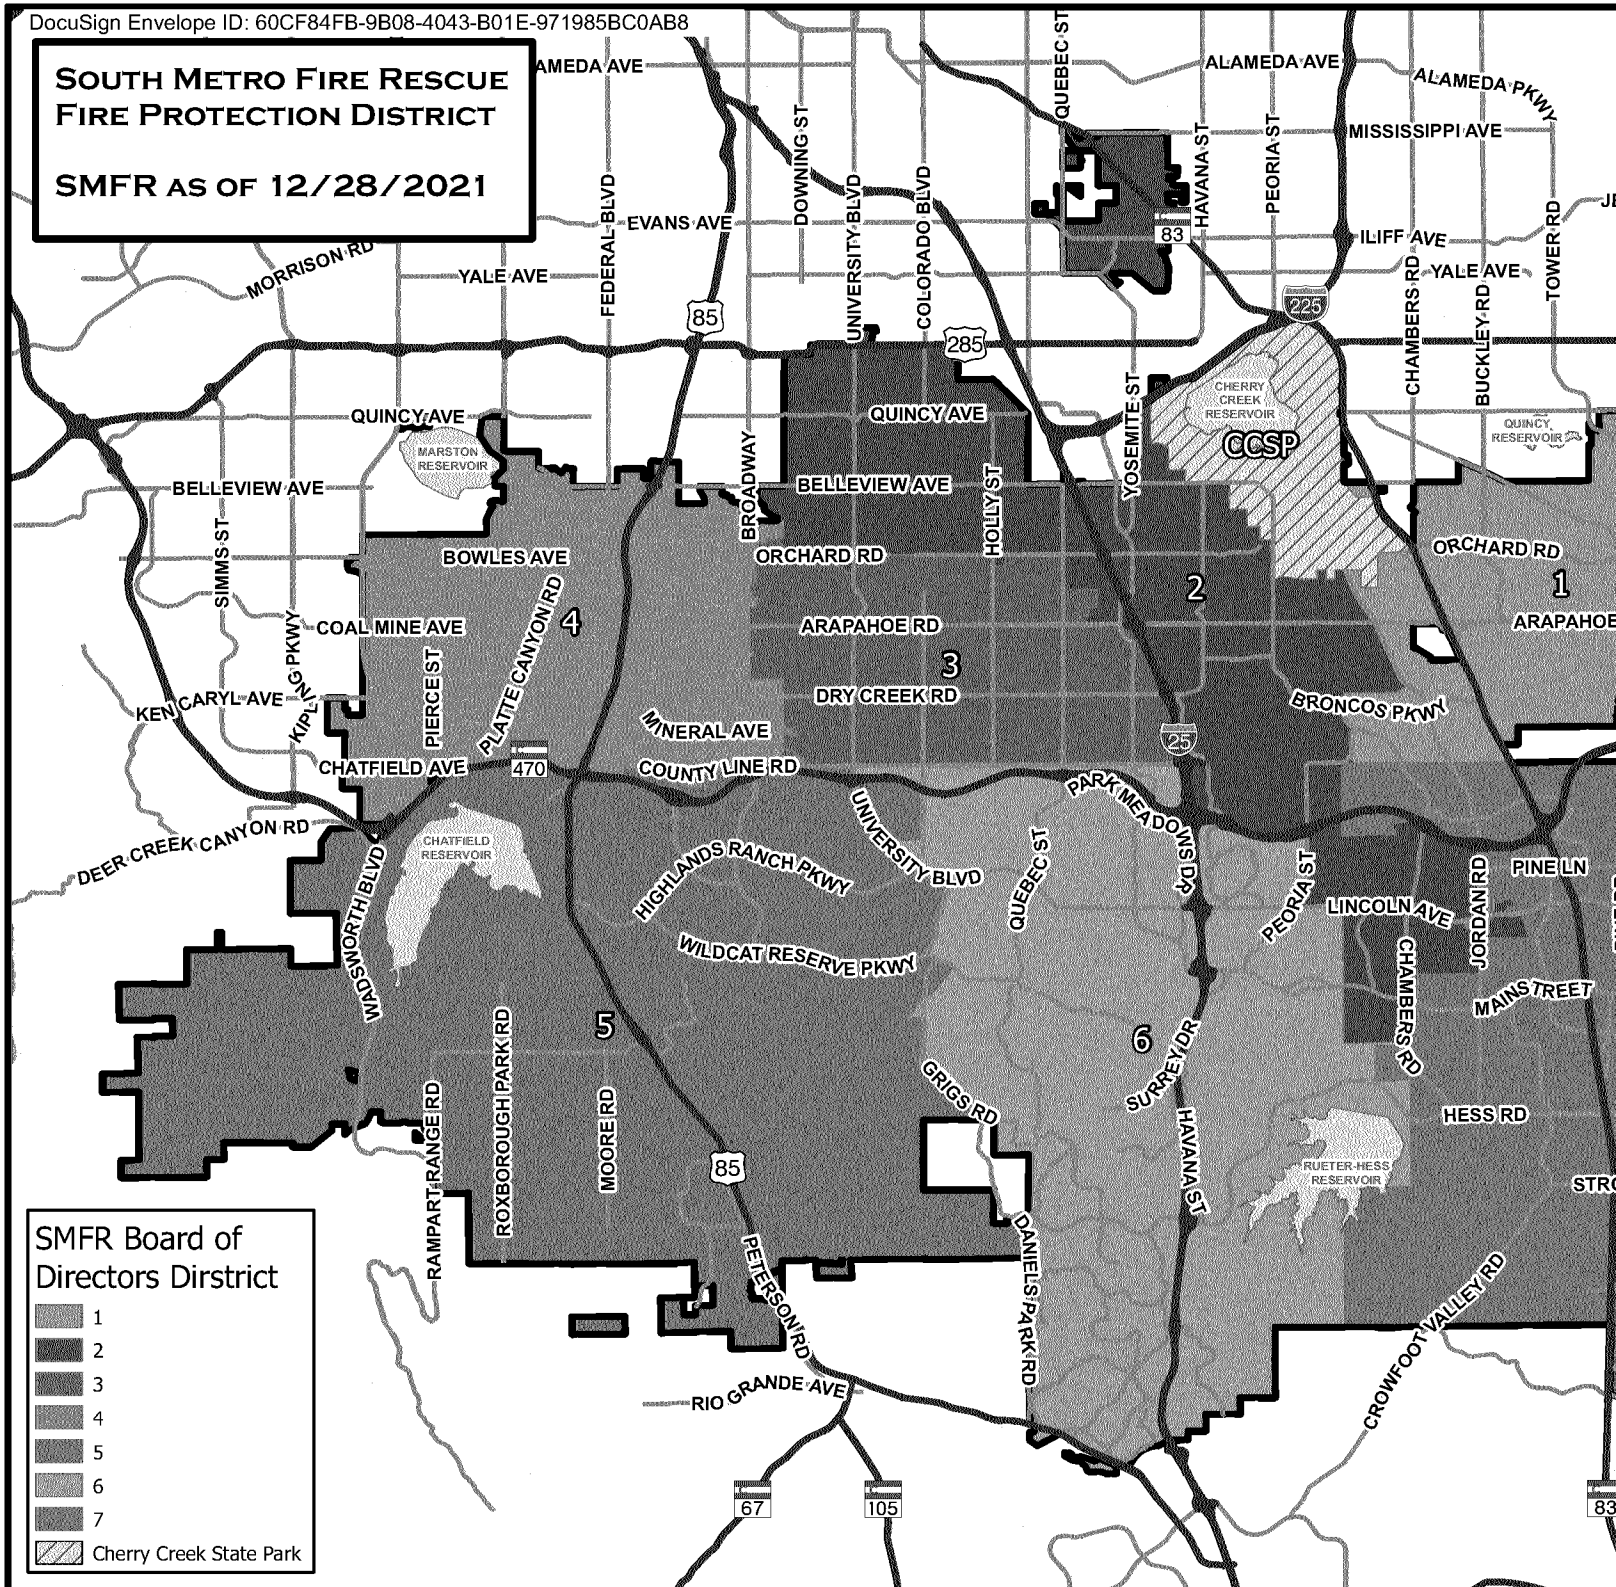 DocuSign Envelope ID: 60CF84FB-9B08-4043-B01E-971985BC0AB8
SOUTH METRO FIRE RESCUE
FIRE PROTECTION DISTRICT
SMFR AS OF 12/28/2021
AMEDA AVE
ALAMEDA AVE
ALAMEDA PKWY
QUEBEC ST
MISSISSIPPI AVE
DOWNING ST
HAVANA ST
PEORIA ST
FEDERAL BLVD
UNIVERSITY BLVD
COLORADO BLVD
EVANS AVE
83
ILIFF AVE
JE
TOWER RD
MORRISON RD
YALE AVE
YALE AVE
CHAMBERS RD
BUCKLEY RD
85
225
285
YOSEMITE ST
CHERRY
CREEK
RESERVOIR
QUINCY AVE
QUINCY AVE
QUINCY
RESERVOIR
CCSP
MARSTON
RESERVOIR
BROADWAY
HOLLY ST
BELLEVIEW AVE
BELLEVIEW AVE
SIMMS ST
BOWLES AVE
ORCHARD RD
ORCHARD RD
2
1
PLATTE CANYON RD
4
COAL MINE AVE
ARAPAHOE RD
ARAPAHOE
KIPLING PKWY
PIERCE ST
3
KEN CARYL AVE
DRY CREEK RD
BRONCOS PKWY
MINERAL AVE
25
470
CHATFIELD AVE
COUNTY LINE RD
PARK MEADOWS DR
DEER CREEK CANYON RD
CHATFIELD
RESERVOIR
HIGHLANDS RANCH PKWY
UNIVERSITY BLVD
QUEBEC ST
PEORIA ST
PINE LN
JORDAN RD
LINCOLN AVE
WADSWORTH BLVD
WILDCAT RESERVE PKWY
CHAMBERS RD
MAINSTREET
5
6
SURREY DR
ROXBOROUGH PARK RD
GRIGS RD
RAMPART RANGE RD
MOORE RD
HAVANA ST
HESS RD
85
RUETER-HESS
RESERVOIR
STRO
DANIELS PARK RD
PETERSON RD
CROWFOOT VALLEY RD
RIO GRANDE AVE
67
105
83
SMFR Board of
Directors Dirstrict
1
2
3
4
5
6
7
Cherry Creek State Park